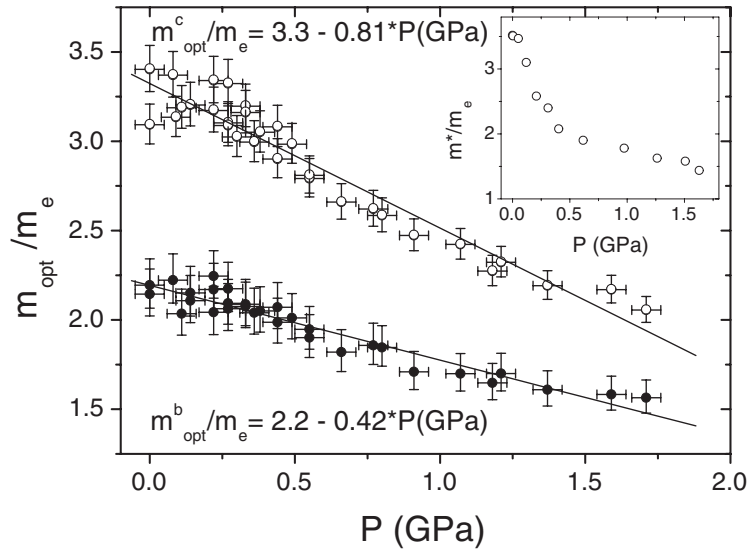 m^c_opt/m_e = 3.3 - 0.81*P(GPa)
m^b_opt/m_e = 2.2 - 0.42*P(GPa)
m_opt/m_e
4.0
3.5
3.0
2.5
2.0
1.5
0.0 0.5 1.0 1.5 2.0
P (GPa)
m*/m_e
3
2
1
0.0 0.5 1.0 1.5
P (GPa)